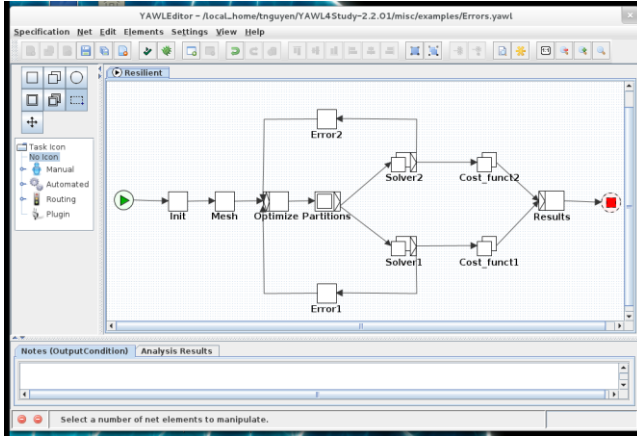 YAWLEditor - /local_home/tnguyen/YAWL4Study-2.2.01/misc/examples/Errors.yawl
Specification Net Edit Elements Settings View Help
Resilient
Task Icon
No Icon
Manual
Automated
Routing
Plugin
Error2
Solver2
Cost_funct2
Init
Mesh
Optimize
Partitions
Results
Solver1
Cost_funct1
Error1
Notes (OutputCondition) Analysis Results
Select a number of net elements to manipulate.